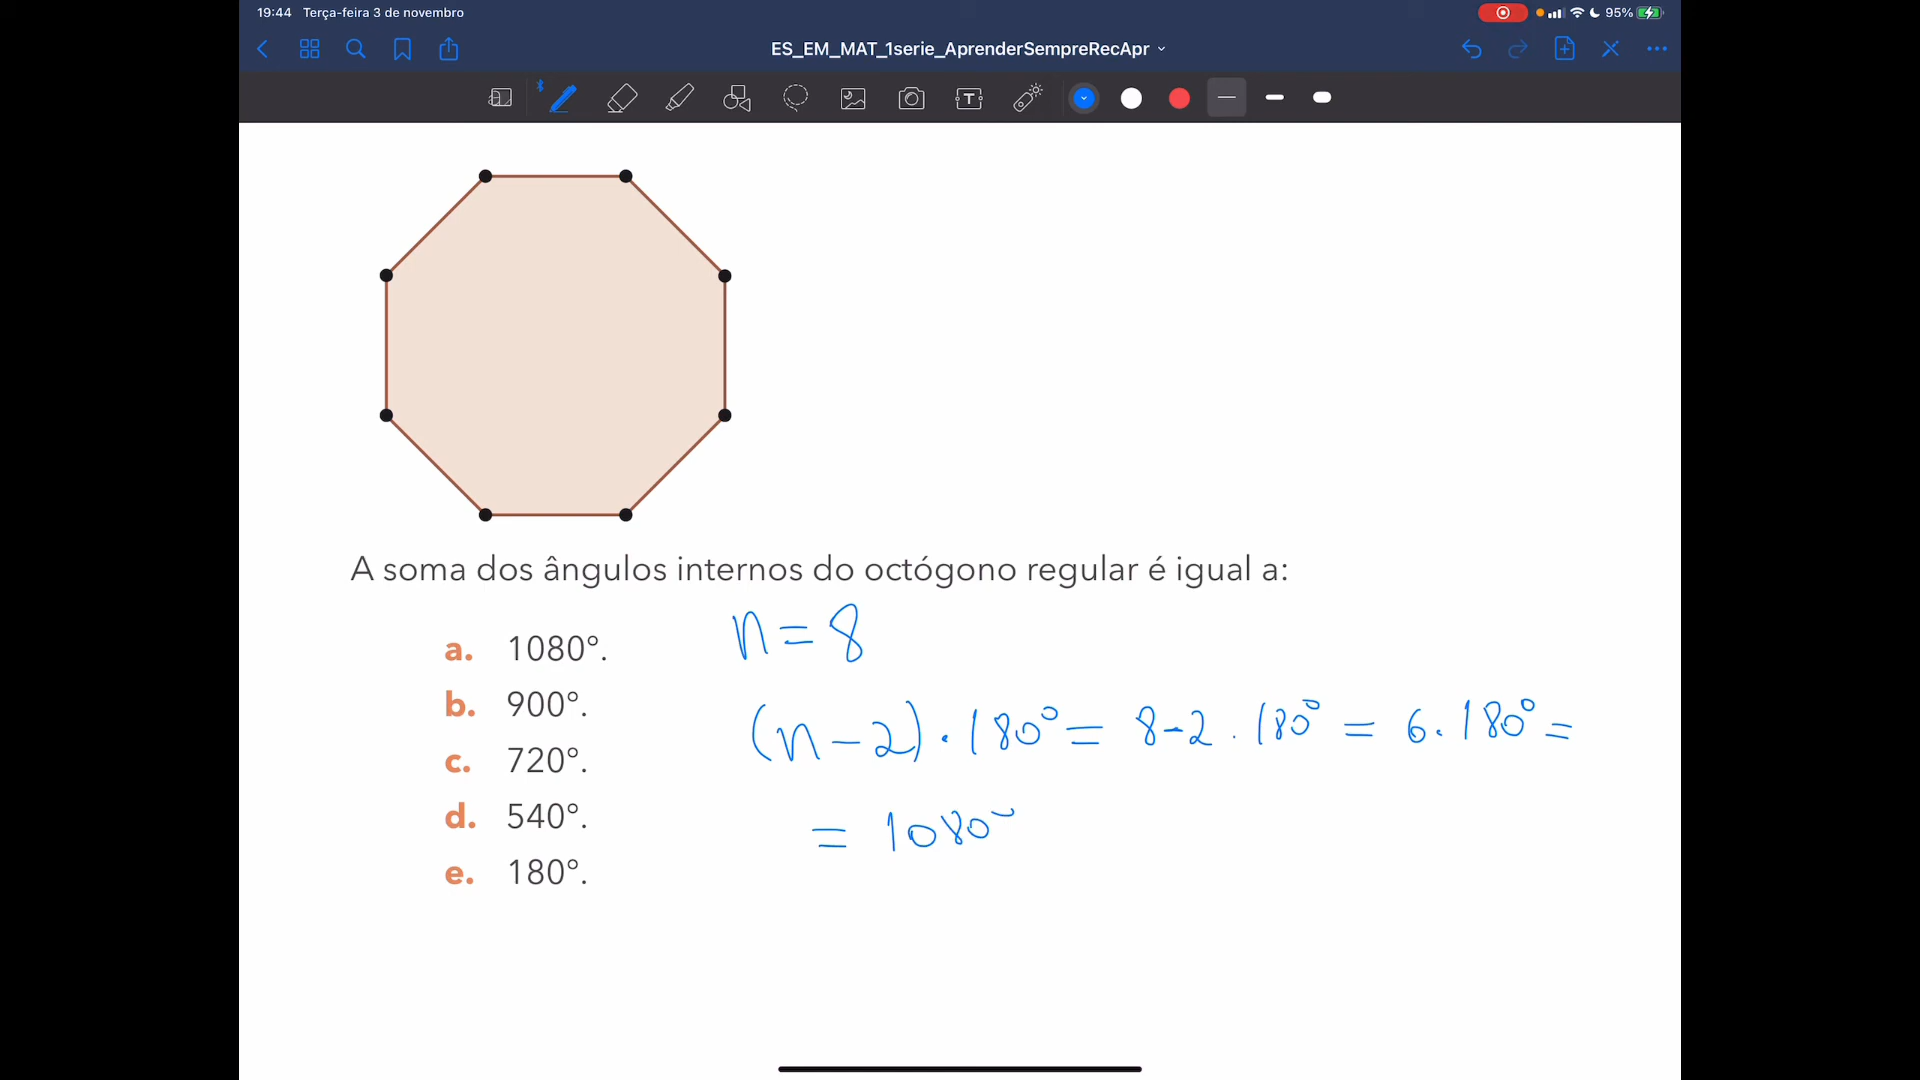 19:44 Terça-feira 3 de novembro
95%
ES_EM_MAT_1serie_AprenderSempreRecApr
T
A soma dos ângulos internos do octógono regular é igual a:
a. 1080°.
b. 900°.
c. 720°.
d. 540°.
e. 180°.
n = 8
(n - 2) · 180° = 8-2 . 180° = 6. 180° =
= 1080°